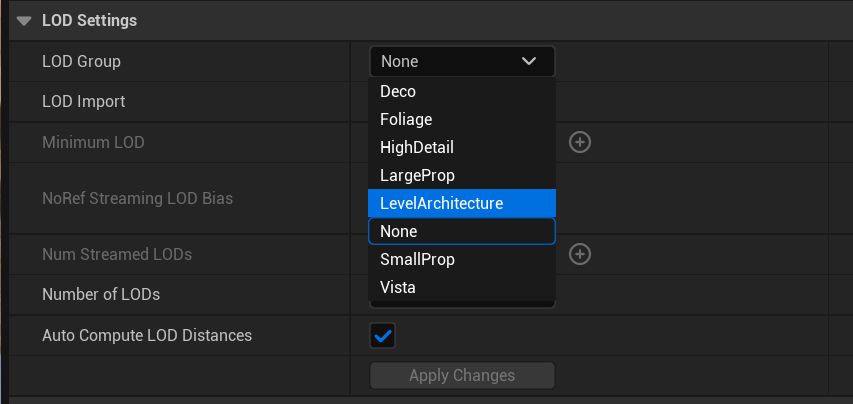 LOD Settings
LOD Group
None
Deco
Foliage
HighDetail
LargeProp
LevelArchitecture
None
SmallProp
Vista
LOD Import
Minimum LOD
NoRef Streaming LOD Bias
Num Streamed LODs
Number of LODs
Auto Compute LOD Distances
Apply Changes